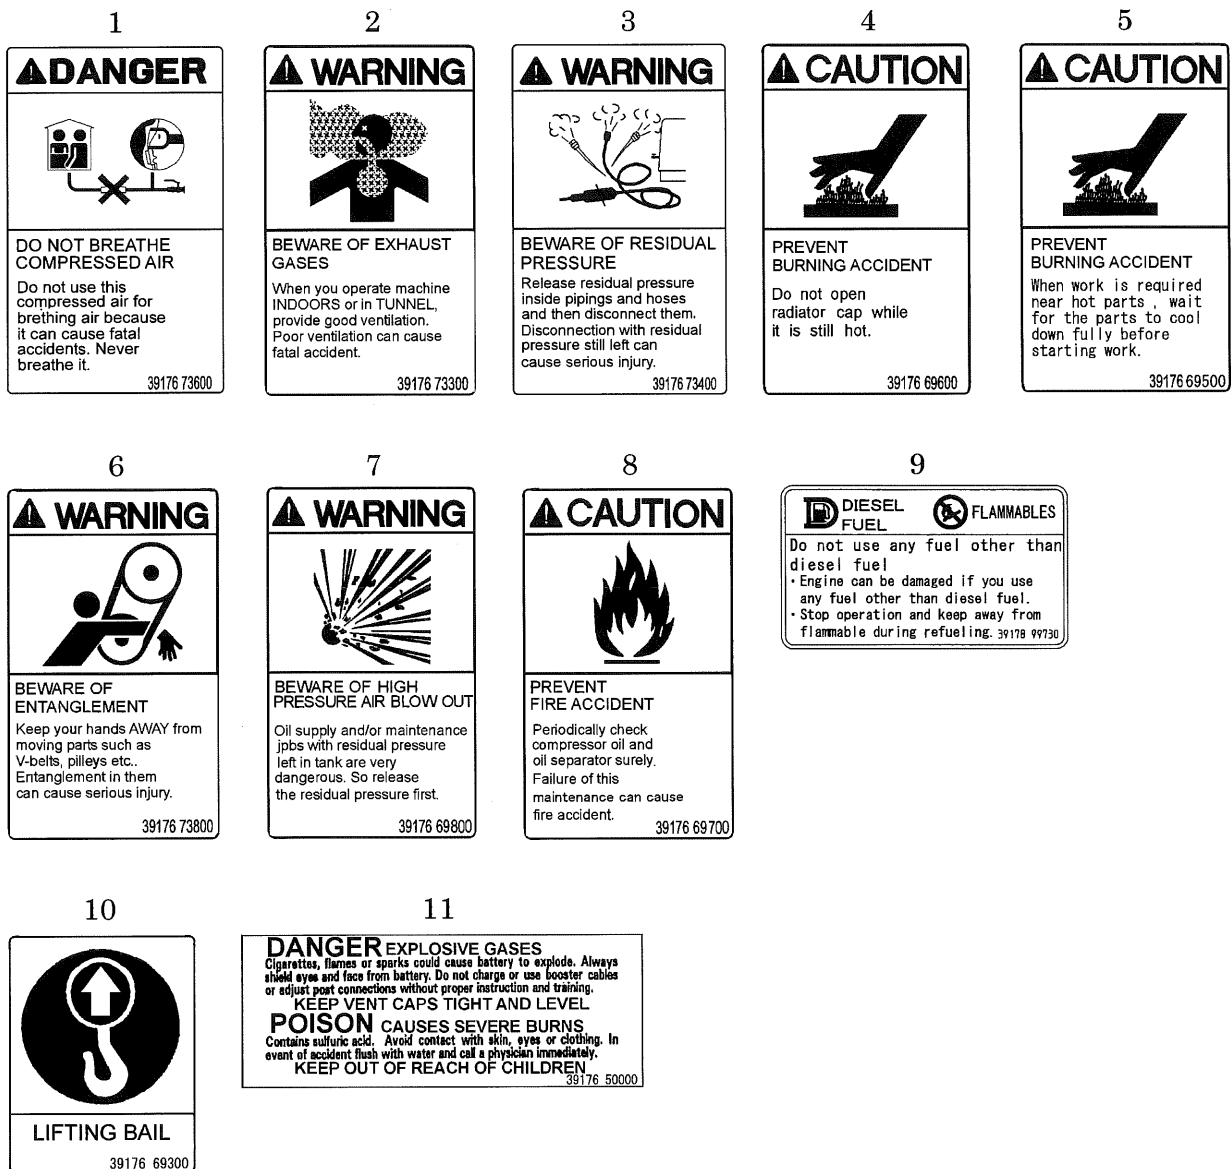 1
DANGER
DO NOT BREATHE
COMPRESSED AIR
Do not use this
compressed air for
brething air because
it can cause fatal
accidents. Never
breathe it.
39176 73600
2
WARNING
BEWARE OF EXHAUST
GASES
When you operate machine
INDOORS or in TUNNEL,
provide good ventilation.
Poor ventilation can cause
fatal accident.
39176 73300
3
WARNING
BEWARE OF RESIDUAL
PRESSURE
Release residual pressure
inside pipings and hoses
and then disconnect them.
Disconnection with residual
pressure still left can
cause serious injury.
39176 73400
4
CAUTION
PREVENT
BURNING ACCIDENT
Do not open
radiator cap while
it is still hot.
39176 69600
5
CAUTION
PREVENT
BURNING ACCIDENT
When work is required
near hot parts , wait
for the parts to cool
down fully before
starting work.
39176 69500
6
WARNING
BEWARE OF
ENTANGLEMENT
Keep your hands AWAY from
moving parts such as
V-belts, pilleys etc..
Entanglement in them
can cause serious injury.
39176 73800
7
WARNING
BEWARE OF HIGH
PRESSURE AIR BLOW OUT
Oil supply and/or maintenance
jpbs with residual pressure
left in tank are very
dangerous. So release
the residual pressure first.
39176 69800
8
CAUTION
PREVENT
FIRE ACCIDENT
Periodically check
compressor oil and
oil separator surely.
Failure of this
maintenance can cause
fire accident.
39176 69700
9
DIESEL
FUEL
FLAMMABLES
Do not use any fuel other than
diesel fuel
・Engine can be damaged if you use
any fuel other than diesel fuel.
・Stop operation and keep away from
flammable during refueling. 39178 99730
10
LIFTING BAIL
39176 69300
11
DANGER EXPLOSIVE GASES
Cigarettes, flames or sparks could cause battery to explode. Always
shield eyes and face from battery. Do not charge or use booster cables
or adjust post connections without proper instruction and training.
KEEP VENT CAPS TIGHT AND LEVEL
POISON CAUSES SEVERE BURNS
Contains sulfuric acid. Avoid contact with skin, eyes or clothing. In
event of accident flush with water and call a physician immediately.
KEEP OUT OF REACH OF CHILDREN
39176 50000